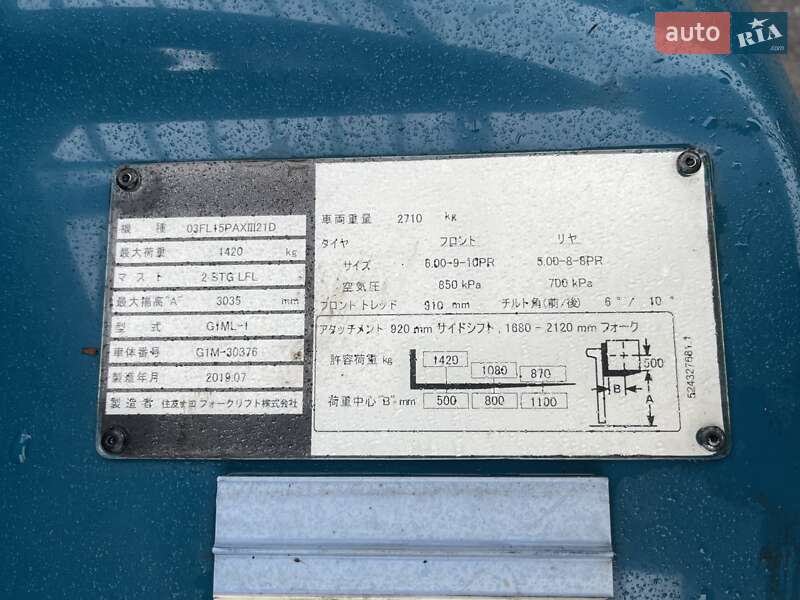 auto RIA .com
機種 03FL15PAXIII21D
最大荷重 1420 kg
マスト 2-STG LFL
最大揚高"A" 3035 mm
型式 G1ML-1
車体番号 G1M-30376
製造年月 2019.07
製造者 住友ナコ フォークリフト株式会社
車両重量 2710 kg
タイヤ フロント リヤ
サイズ 6.00-9-10PR 5.00-8-8PR
空気圧 850 kPa 700 kPa
フロントトレッド 910 mm チルト角(前/後) 6°/ 10°
アタッチメント 920 mm サイドシフト, 1680-2120 mm フォーク
許容荷重 kg 1420 1080 870
荷重中心"B" mm 500 800 1100
500
B
A
524327681.1